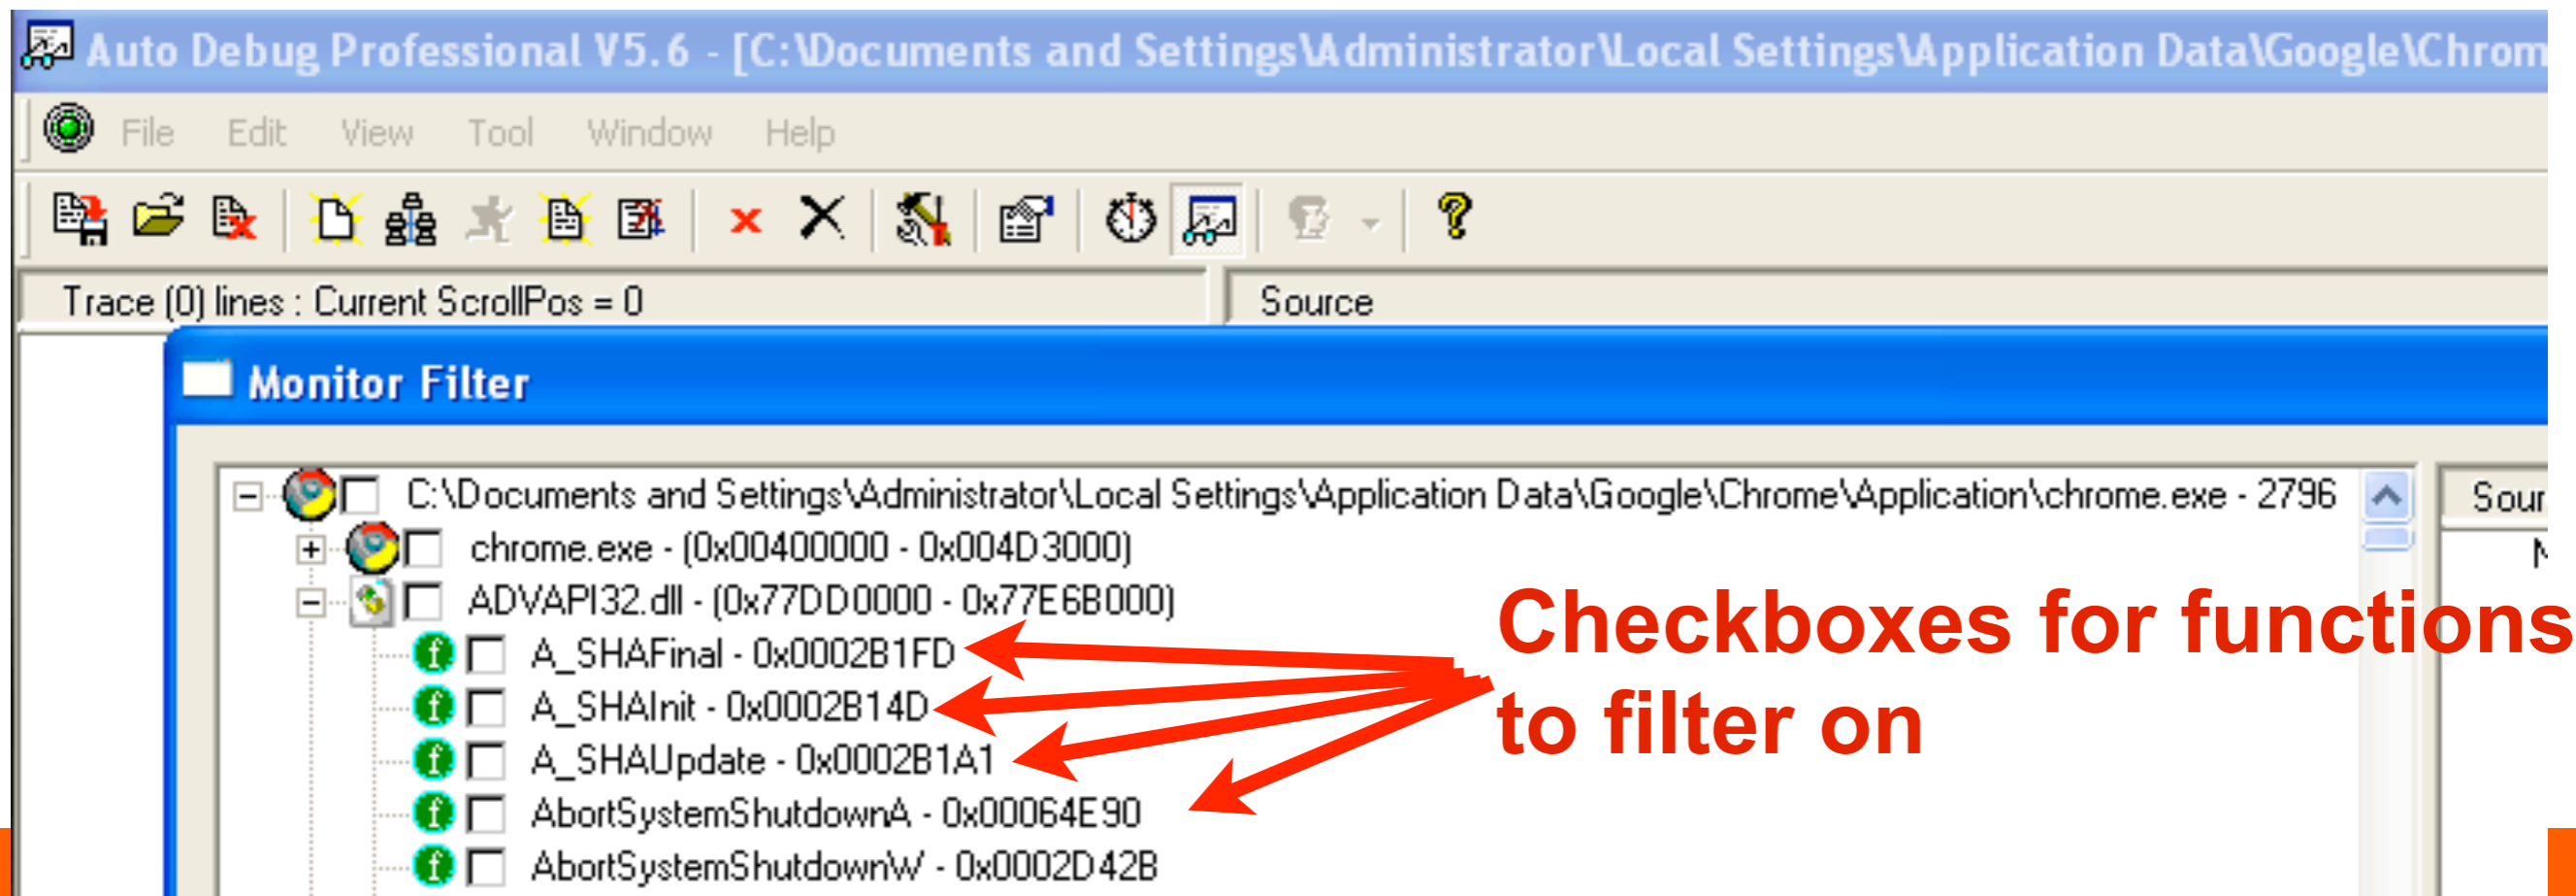 Auto Debug Professional V5.6 - [C:\Documents and Settings\Administrator\Local Settings\Application Data\Google\Chrom
File Edit View Tool Window Help
Trace (0) lines : Current ScrollPos = 0
Source
Monitor Filter
C:\Documents and Settings\Administrator\Local Settings\Application Data\Google\Chrome\Application\chrome.exe - 2796
Sour
chrome.exe - (0x00400000 - 0x004D3000)
ADVAPI32.dll - (0x77DD0000 - 0x77E6B000)
A_SHAFinal - 0x0002B1FD
A_SHAInit - 0x0002B14D
A_SHAUpdate - 0x0002B1A1
AbortSystemShutdownA - 0x00064E90
AbortSystemShutdownW - 0x0002D42B
Checkboxes for functions
to filter on